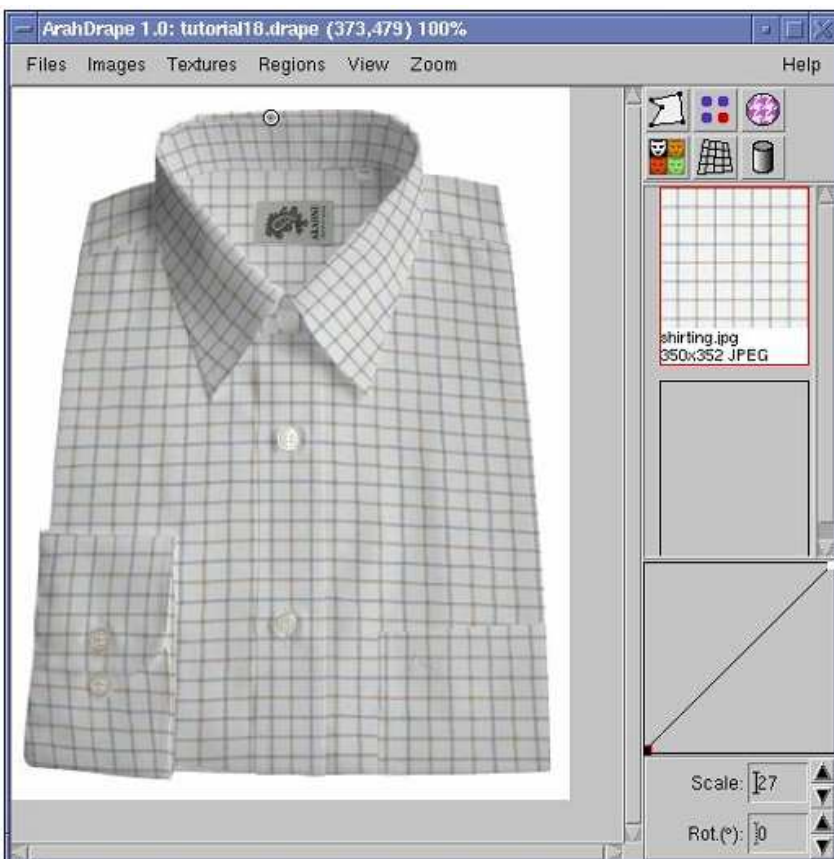 ArahDrape 1.0: tutorial18.drape (373,479) 100%
Files Images Textures Regions View Zoom Help
shirting.jpg
350x352 JPEG
Scale: 27
Rot.(°): 0